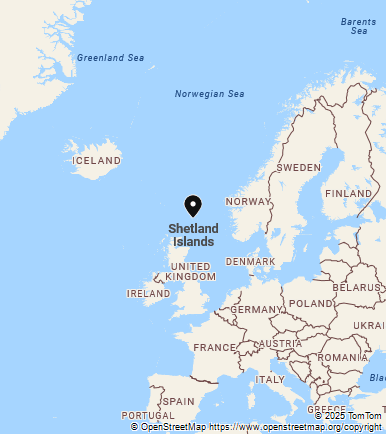 Barents
Sea
Greenland Sea
Norwegian Sea
ICELAND
SWEDEN
FINLAND
NORWAY
Shetland
Islands
DENMARK
UNITED
KINGDOM
BELARUS
IRELAND
POLAND
GERMANY
UKRAI
FRANCE
AUSTRIA
ROMANIA
ITALY
Bla
SPAIN
PORTUGAL
GREECE
T
© 2025 TomTom
© OpenStreetMap https://www.openstreetmap.org/copyright